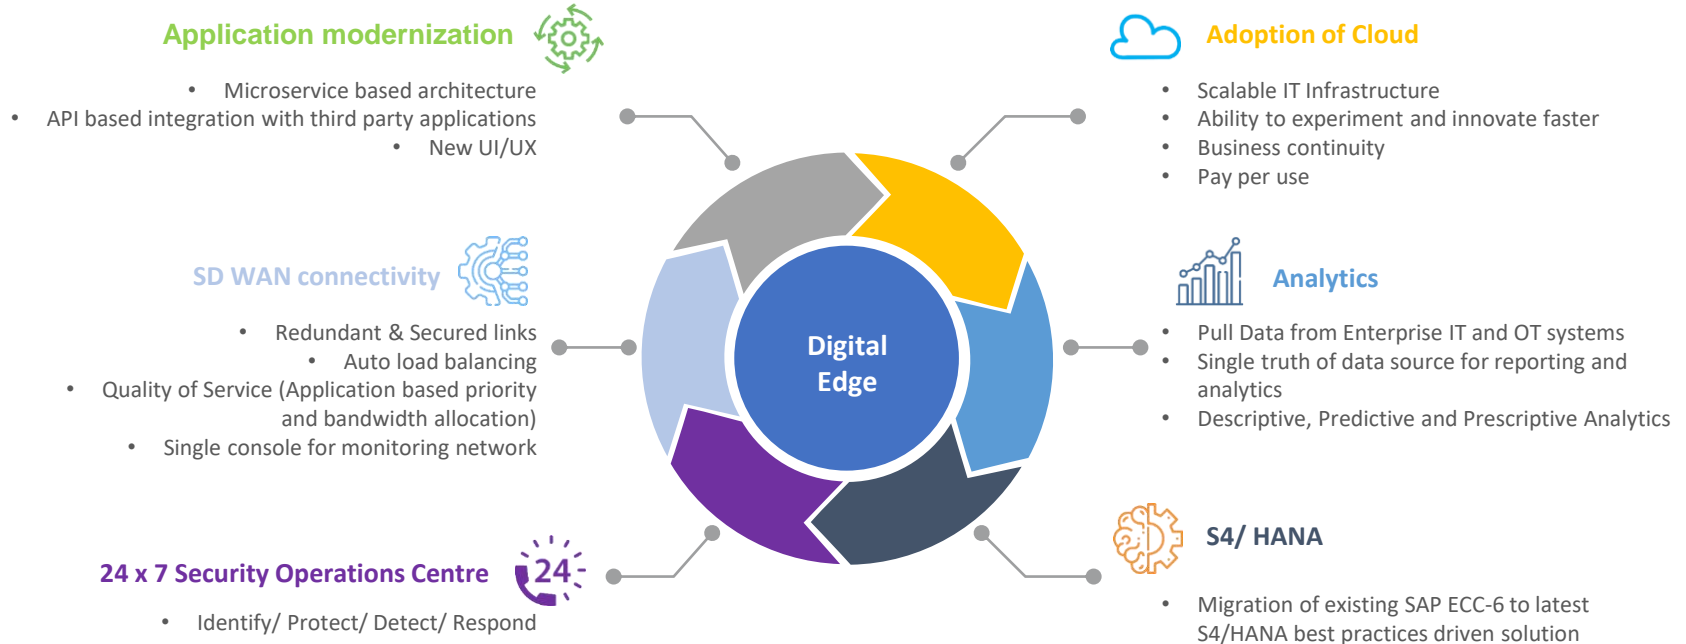 Application modernization
• Microservice based architecture
• API based integration with third party applications
• New UI/UX
Adoption of Cloud
• Scalable IT Infrastructure
• Ability to experiment and innovate faster
• Business continuity
• Pay per use
SD WAN connectivity
• Redundant & Secured links
• Auto load balancing
• Quality of Service (Application based priority
and bandwidth allocation)
• Single console for monitoring network
Digital
Edge
Analytics
• Pull Data from Enterprise IT and OT systems
• Single truth of data source for reporting and
analytics
• Descriptive, Predictive and Prescriptive Analytics
24 x 7 Security Operations Centre
24
• Identify/ Protect/ Detect/ Respond
S4/ HANA
• Migration of existing SAP ECC-6 to latest
S4/HANA best practices driven solution